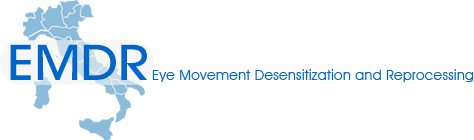 EMDR Eye Movement Desensitization and Reprocessing